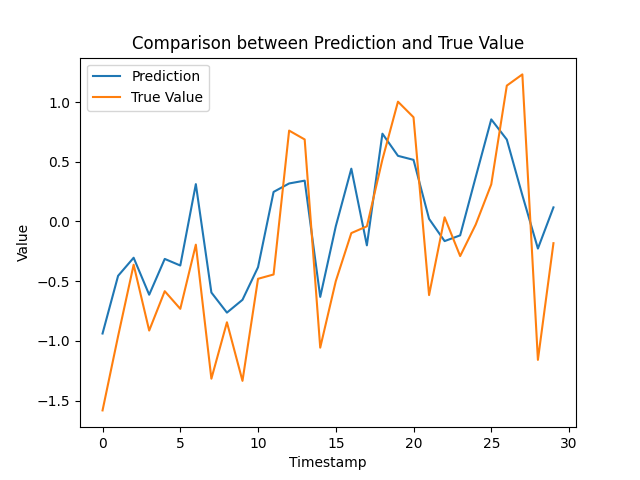 Comparison between Prediction and True Value
Prediction
True Value
1.0
0.5
0.0
−0.5
−1.0
−1.5
Value
0 5 10 15 20 25 30
Timestamp